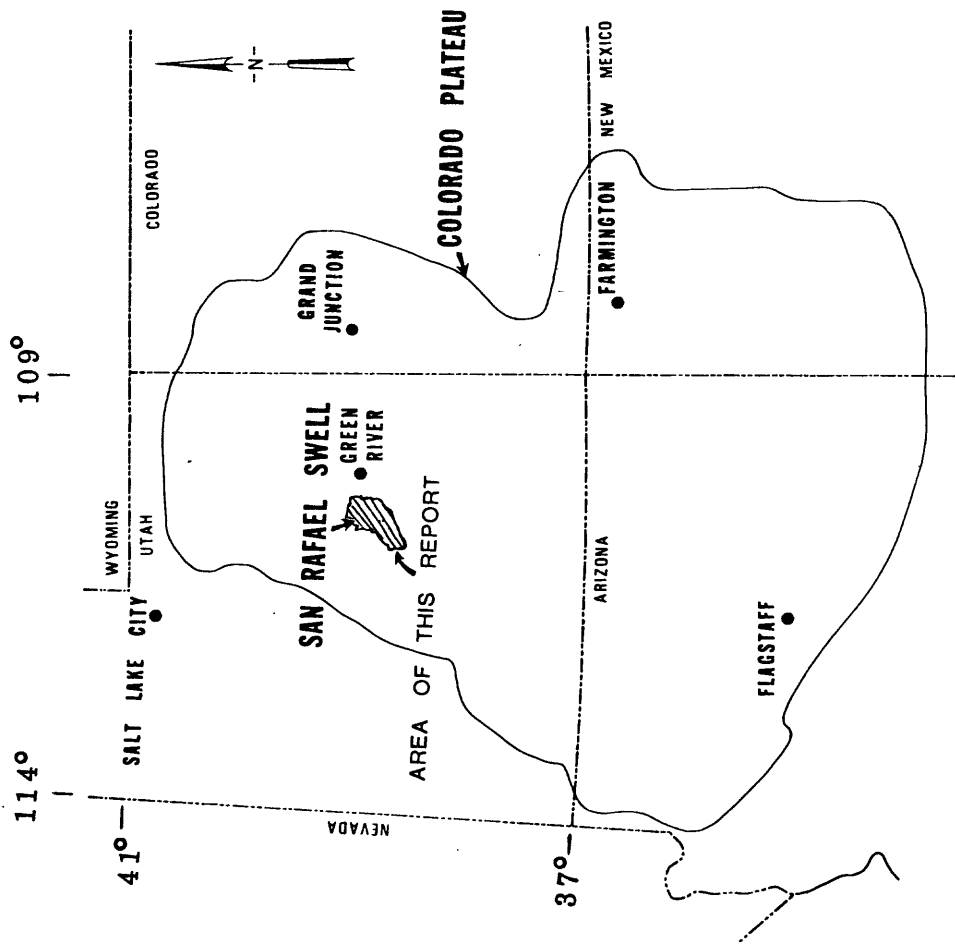 114°
109°
41°
SALT LAKE CITY
WYOMING
UTAH
COLORADO
-N-
SAN RAFAEL SWELL
GREEN
RIVER
GRAND
JUNCTION
COLORADO PLATEAU
AREA OF THIS REPORT
NEVADA
37°
ARIZONA
NEW MEXICO
FARMINGTON
FLAGSTAFF